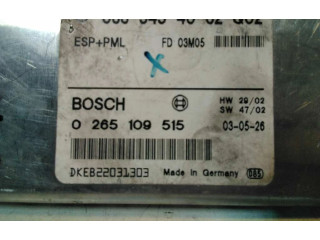 ESP+PML FD 03M05
BOSCH HW 29/02
SW 47/02
0 265 109 515 03-05-26
DKEB22031303 Made in Germany 065